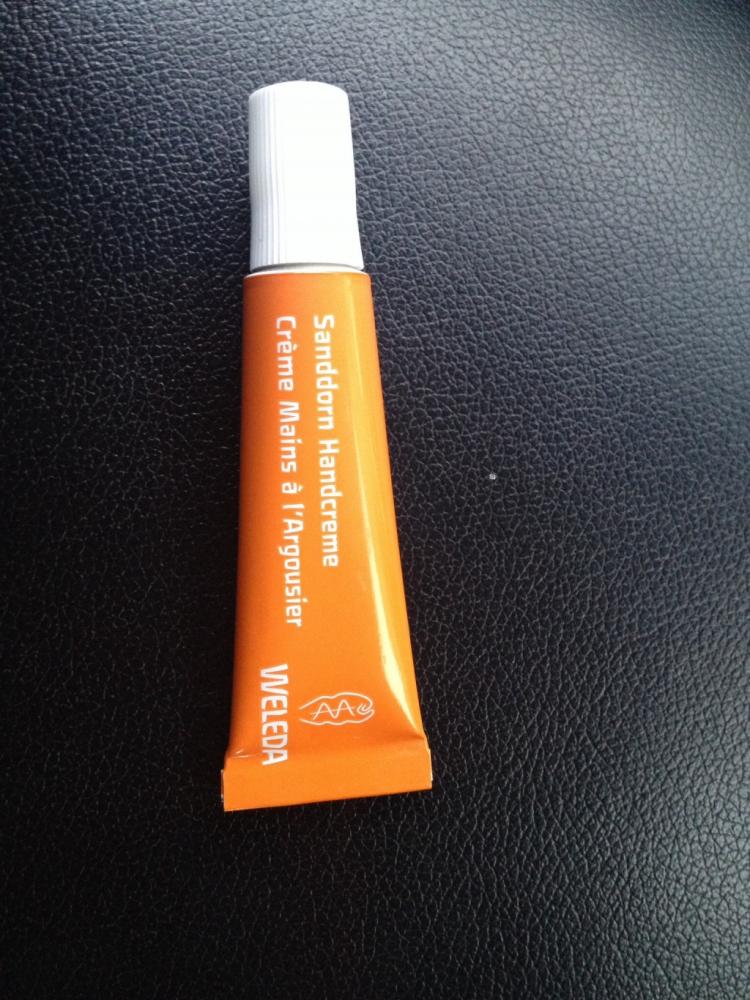 Sanddorn Handcreme
Crème Mains à l'Argousier
WELEDA